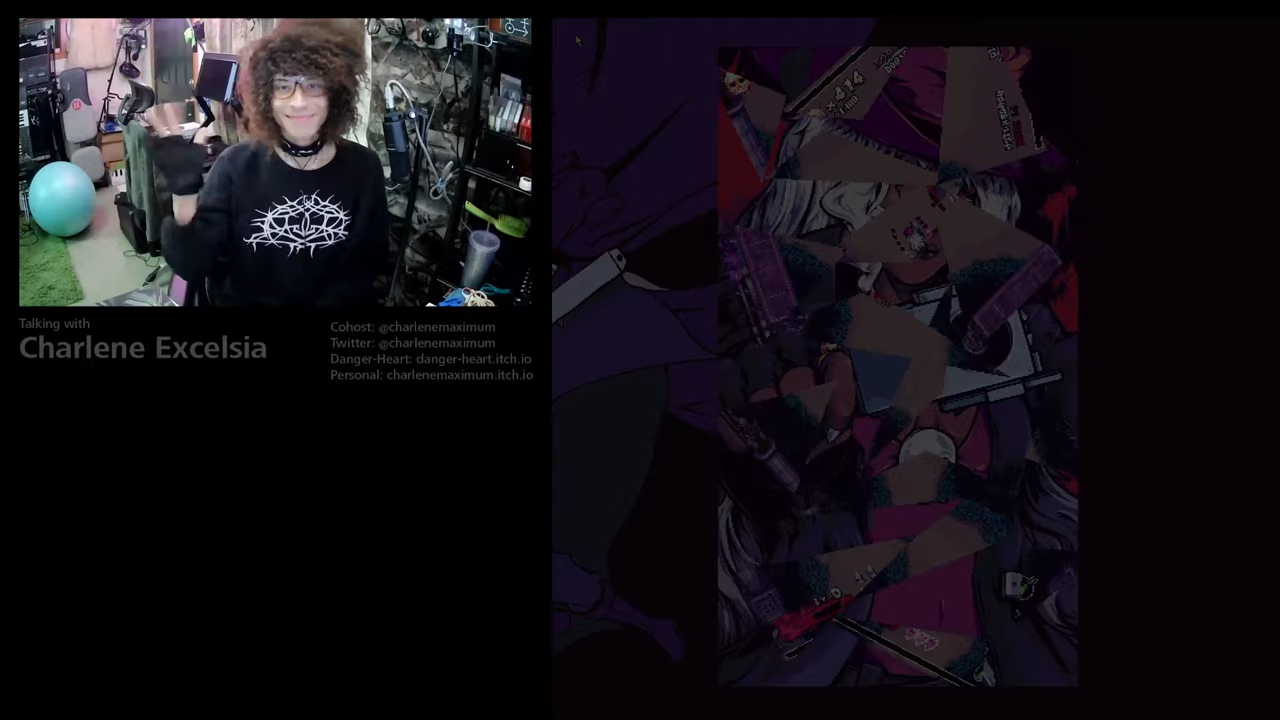 Talking with
Charlene Excelsia
Cohost: @charlenemaximum
Twitter: @charlenemaximum
Danger-Heart: danger-heart.itch.io
Personal: charlenemaximum.itch.io